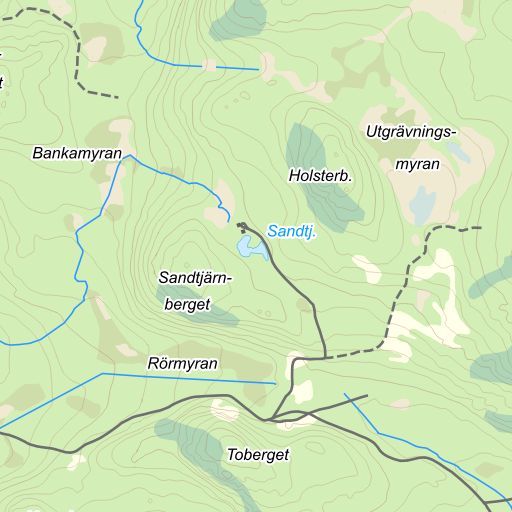 t
Utgrävnings-
myran
Bankamyran
Holsterb.
Sandtj.
Sandtjärn-
berget
Rörmyran
Toberget